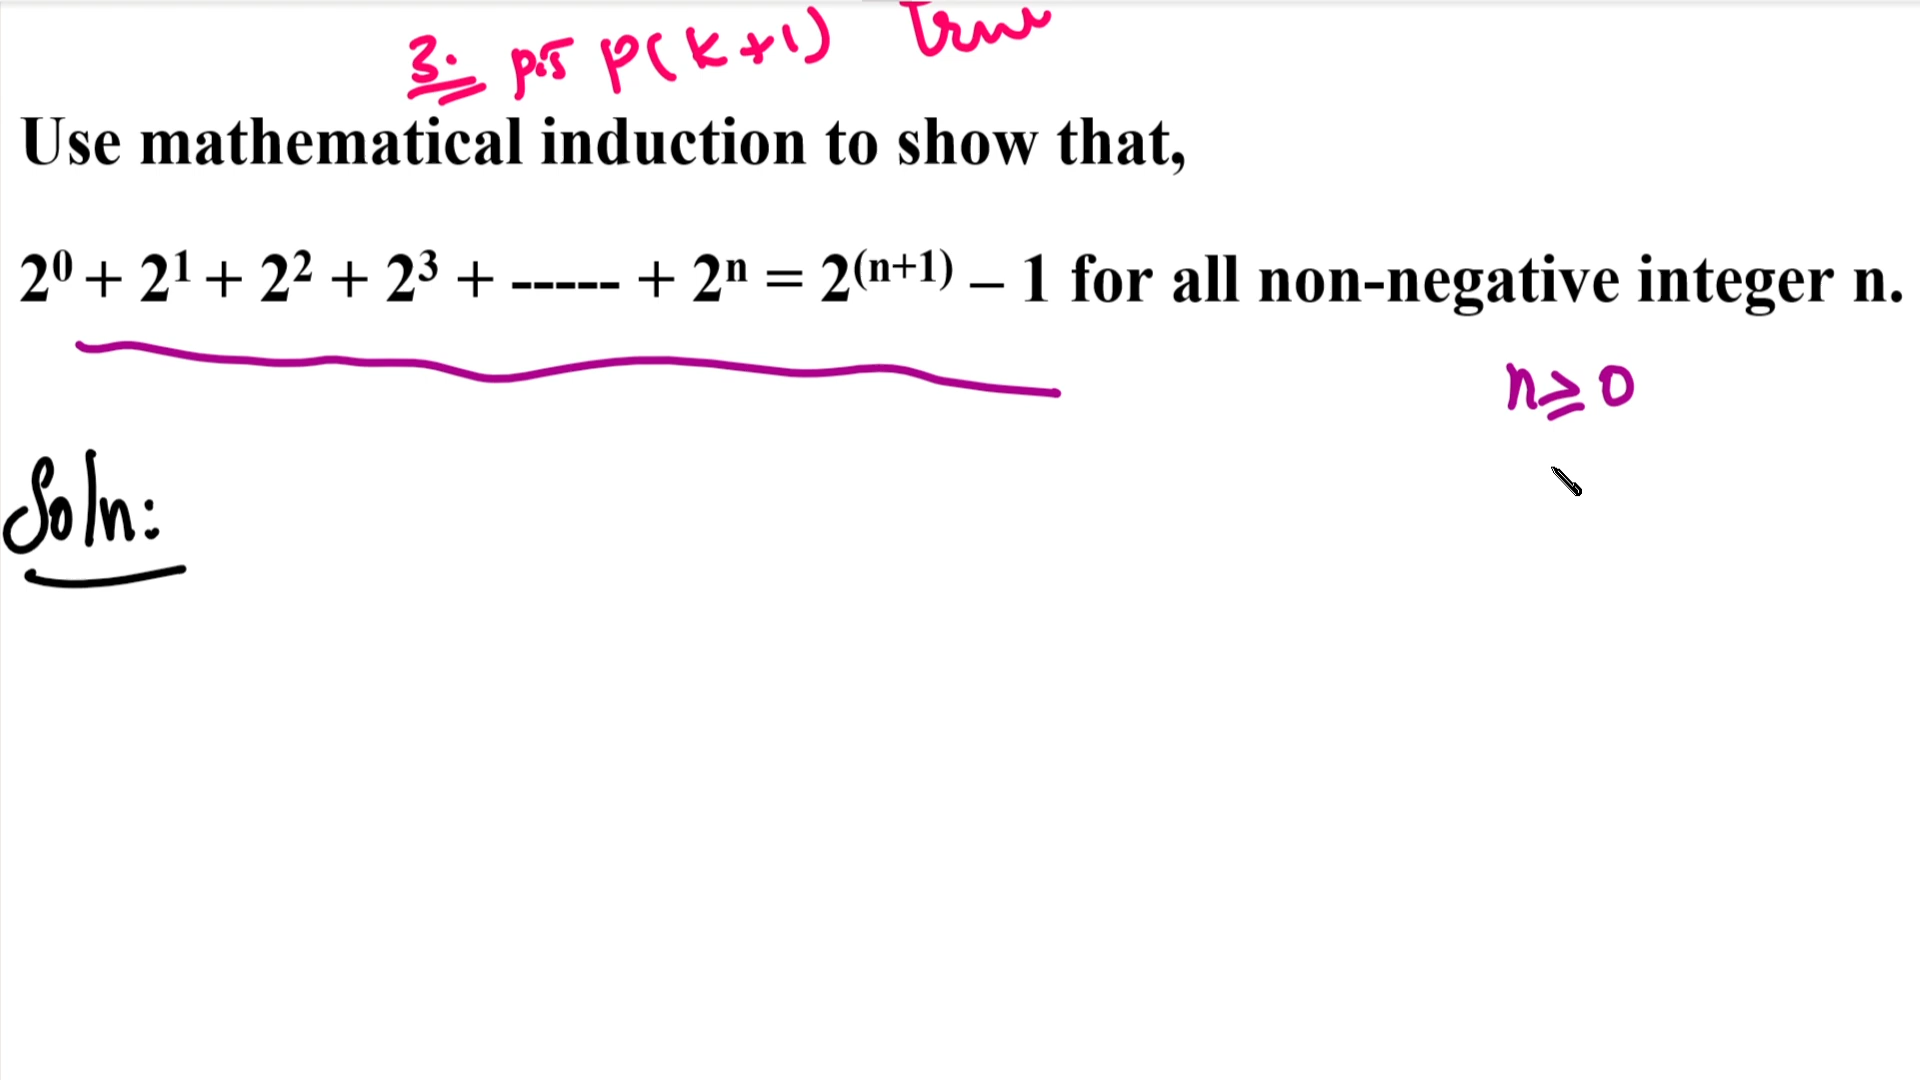 3. P.T P(K+1) True
Use mathematical induction to show that,
2⁰ + 2¹ + 2² + 2³ + ----- + 2ⁿ = 2⁽ⁿ⁺¹⁾ – 1 for all non-negative integer n.
n ≥ 0
Soln: